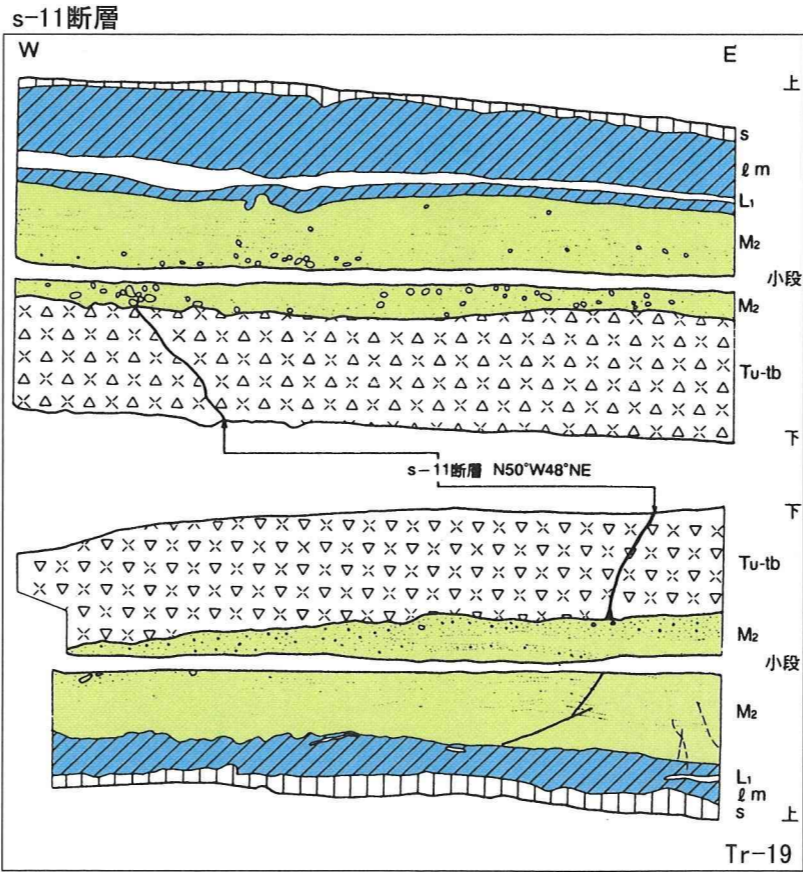 s-11断層
W
E
上
s
ℓm
L₁
M₂
小段
M₂
Tu-tb
下
s-11断層 N50°W48°NE
下
Tu-tb
M₂
小段
M₂
L₁
ℓm
s 上
Tr-19